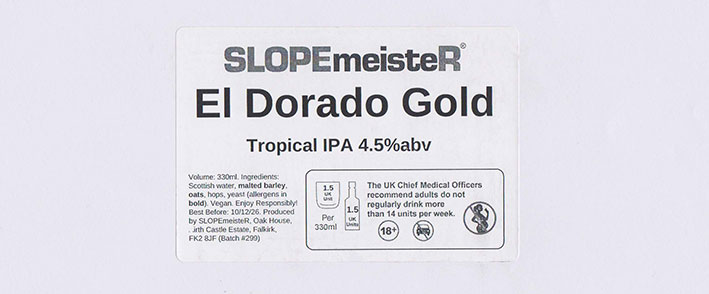 SLOPEmeisteR®
El Dorado Gold
Tropical IPA 4.5%abv
Volume: 330ml. Ingredients:
Scottish water, malted barley,
oats, hops, yeast (allergens in
bold). Vegan. Enjoy Responsibly!
Best Before: 10/12/26. Produced
by SLOPEmeisteR, Oak House,
Castle Estate, Falkirk,
FK2 8JF (Batch #299)
1.5
UK
Unit
Per
330ml
1.5
UK
Units
The UK Chief Medical Officers
recommend adults do not
regularly drink more
than 14 units per week.
18+